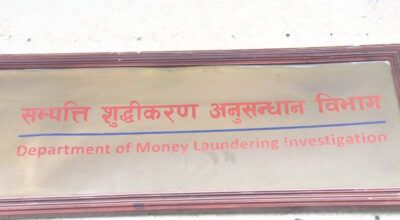 सम्पत्ति शुद्धीकरण अनुसन्धान विभाग
Department of Money Laundering Investigation